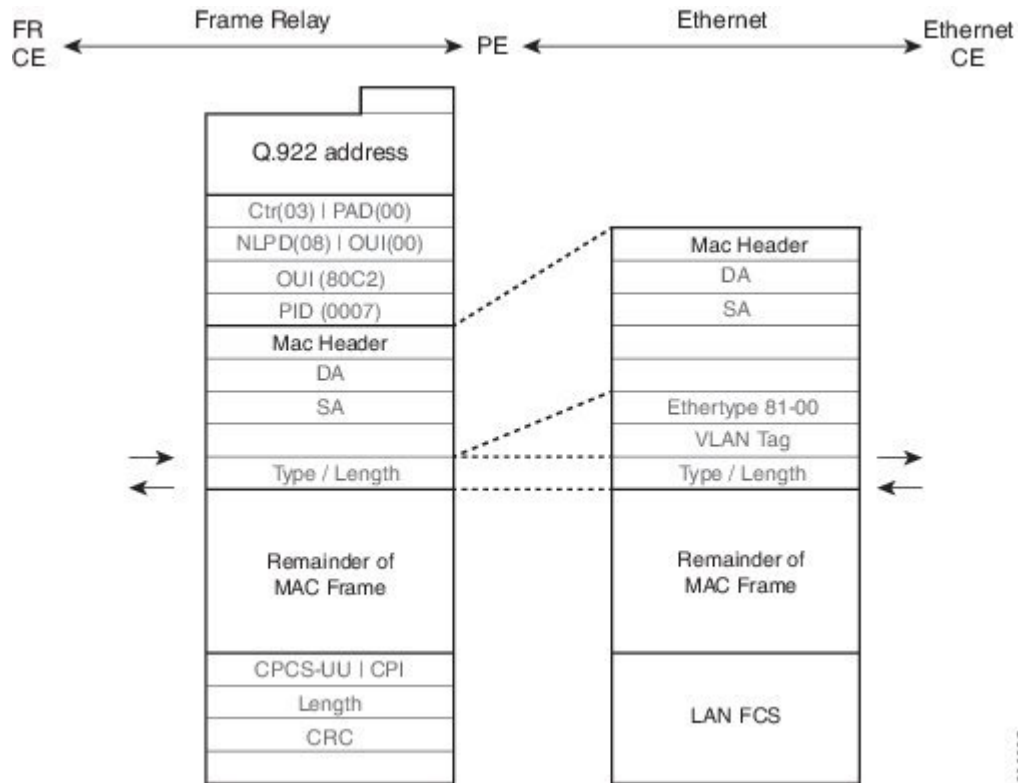 FR
CE
Frame Relay
PE
Ethernet
Ethernet
CE
Q.922 address
Ctr(03) | PAD(00)
NLPD(08) | OUI(00)
OUI (80C2)
PID (0007)
Mac Header
DA
SA
Type / Length
Remainder of
MAC Frame
CPCS-UU | CPI
Length
CRC
Mac Header
DA
SA
Ethertype 81-00
VLAN Tag
Type / Length
Remainder of
MAC Frame
LAN FCS